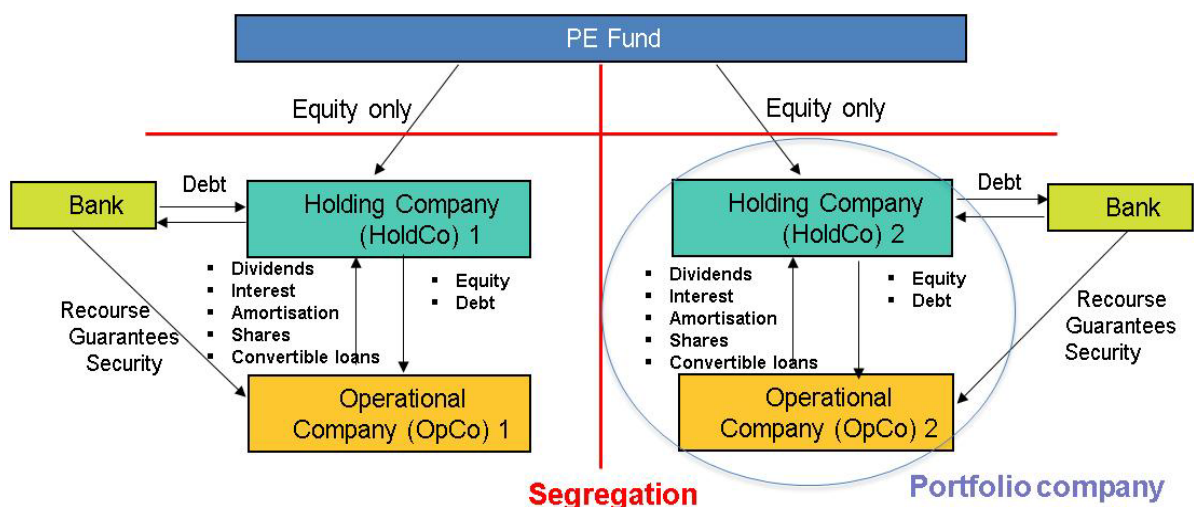 PE Fund
Equity only
Equity only
Bank
Debt
Holding Company
(HoldCo) 1
Holding Company
(HoldCo) 2
Debt
Bank
▪ Dividends
▪ Interest
▪ Amortisation
▪ Shares
▪ Convertible loans
▪ Equity
▪ Debt
▪ Dividends
▪ Interest
▪ Amortisation
▪ Shares
▪ Convertible loans
▪ Equity
▪ Debt
Recourse
Guarantees
Security
Recourse
Guarantees
Security
Operational
Company (OpCo) 1
Operational
Company (OpCo) 2
Segregation
Portfolio company